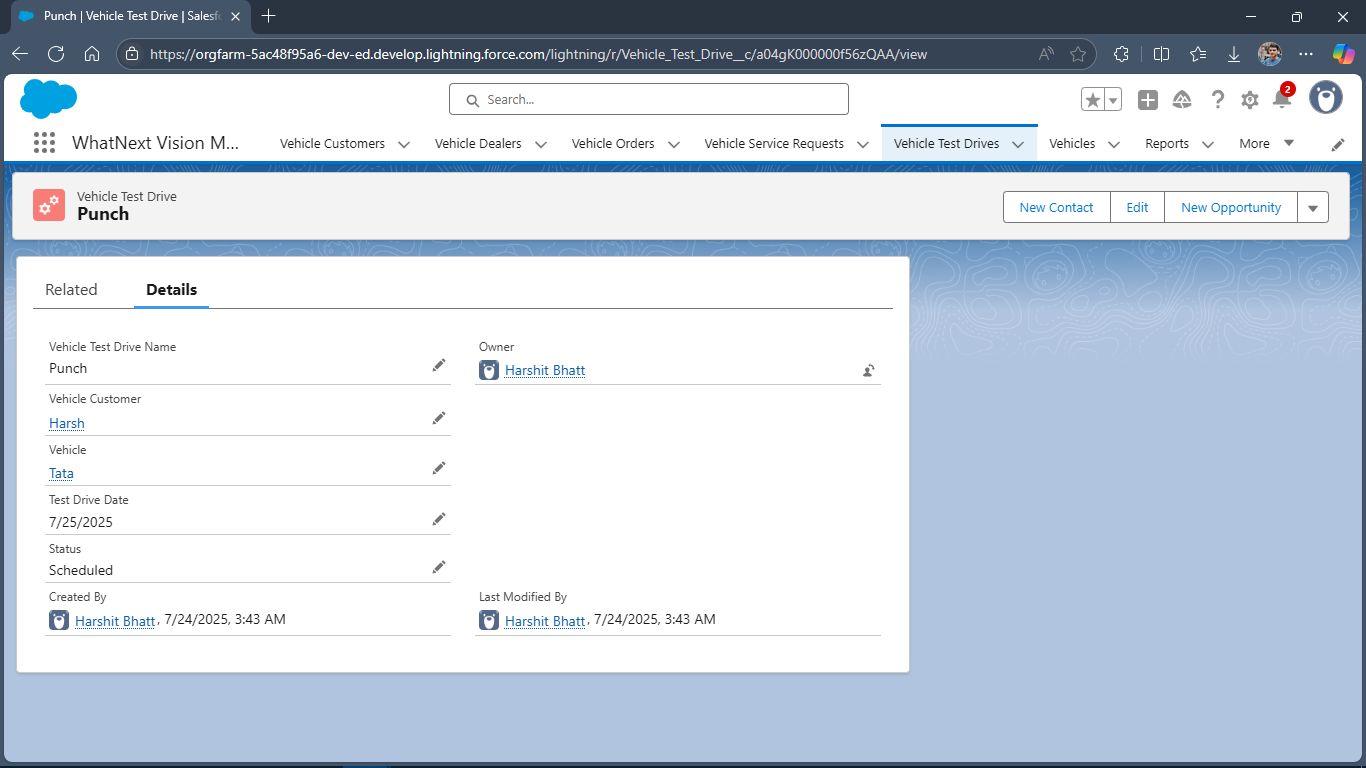 Punch | Vehicle Test Drive | Salesfo
https://orgfarm-5ac48f95a6-dev-ed.develop.lightning.force.com/lightning/r/Vehicle_Test_Drive__c/a04gK000000f56zQAA/view
Search...
2
WhatNext Vision M...
Vehicle Customers
Vehicle Dealers
Vehicle Orders
Vehicle Service Requests
Vehicle Test Drives
Vehicles
Reports
More
Vehicle Test Drive
Punch
New Contact
Edit
New Opportunity
Related
Details
Vehicle Test Drive Name
Punch
Owner
Harshit Bhatt
Vehicle Customer
Harsh
Vehicle
Tata
Test Drive Date
7/25/2025
Status
Scheduled
Created By
Harshit Bhatt, 7/24/2025, 3:43 AM
Last Modified By
Harshit Bhatt, 7/24/2025, 3:43 AM